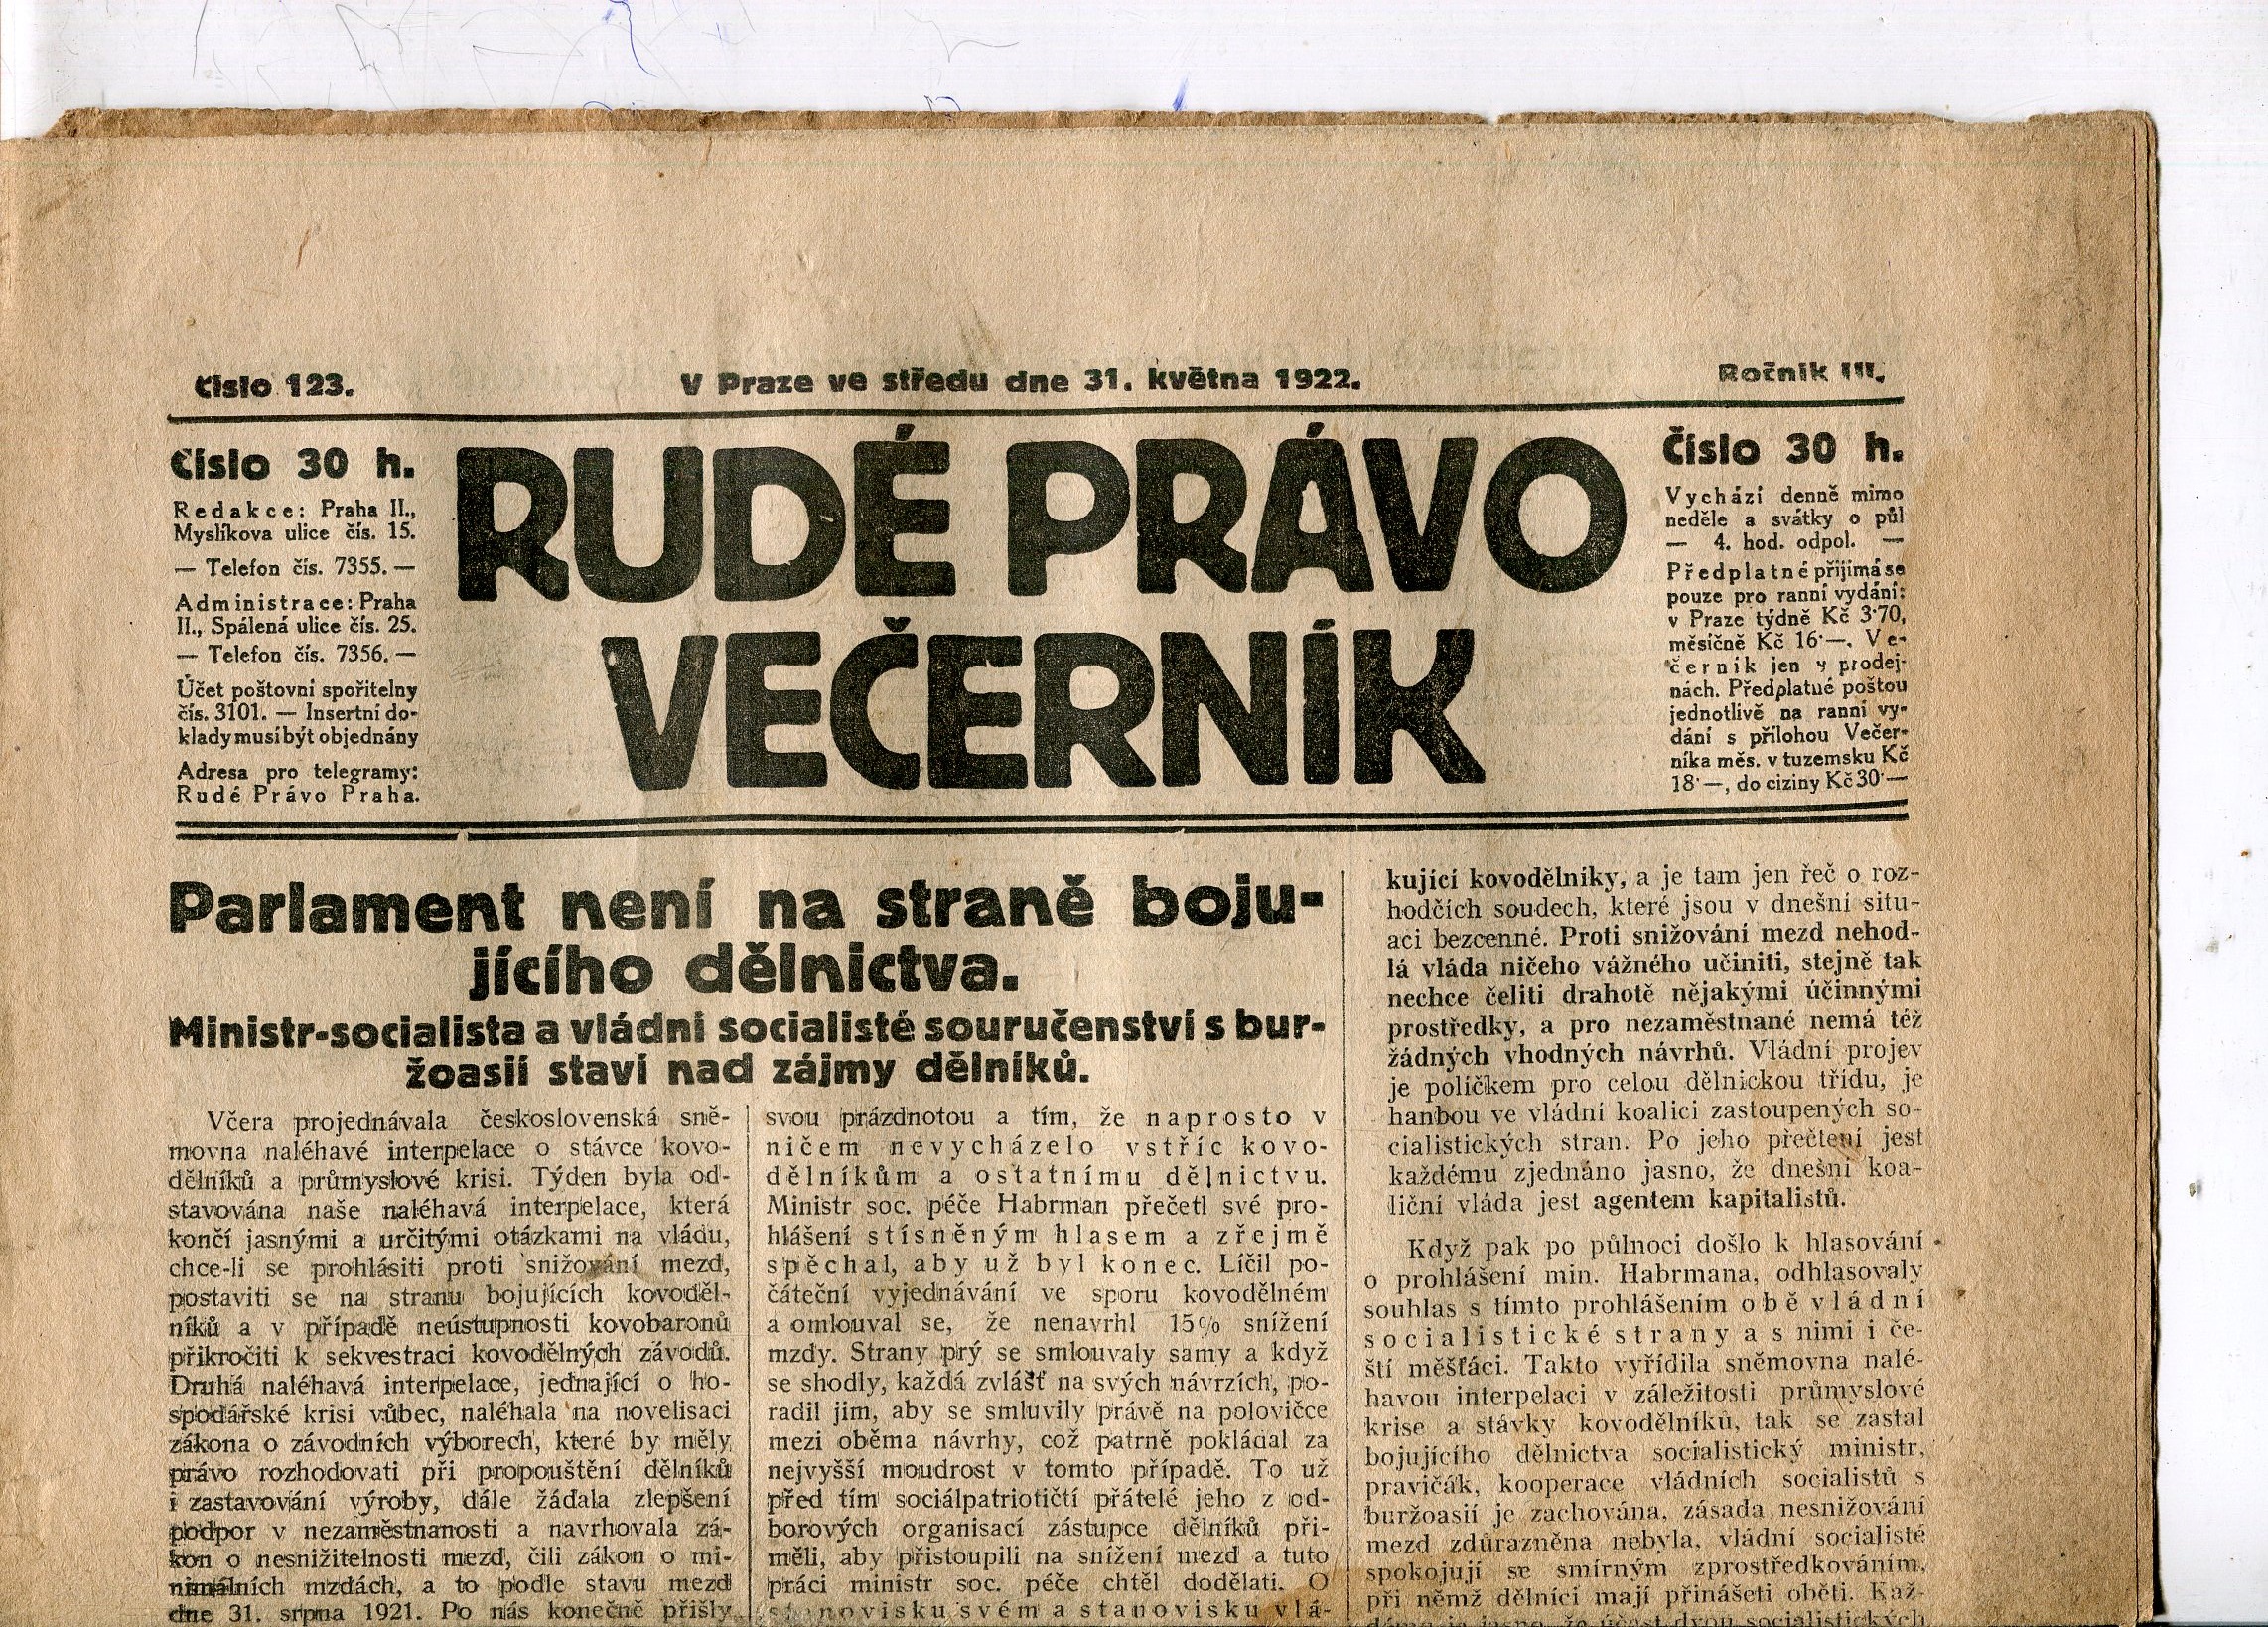 Číslo 123.
V Praze ve středu dne 31. května 1922.
Ročník III.
Číslo 30 h.
Redakce: Praha II.,
Myslíkova ulice čís. 15.
— Telefon čís. 7355. —
Administrace: Praha
II., Spálená ulice čís. 25.
— Telefon čís. 7356. —
Účet poštovní spořitelny
čís. 3101. — Insertní do-
klady musí být objednány
Adresa pro telegramy:
Rudé Právo Praha.
RUDÉ PRÁVO
VEČERNÍK
Číslo 30 h.
Vychází denně mimo
neděle a svátky o půl
— 4. hod. odpol. —
Předplatné přijímá se
pouze pro ranní vydání:
v Praze týdně Kč 3·70,
měsíčně Kč 16·—. Ve-
černík jen v prodej-
nách. Předplatné poštou
jednotlivě na ranní vy-
dání s přílohou Večer-
níka měs. v tuzemsku Kč
18·—, do ciziny Kč 30·—
Parlament není na straně boju-
jícího dělnictva.
Ministr-socialista a vládní socialisté souručenství s bur-
žoasií staví nad zájmy dělníků.
Včera projednávala československá sně-
movna naléhavé interpelace o stávce kovo-
dělníků a průmyslové krisi. Týden byla od-
stavována naše naléhavá interpelace, která
končí jasnými a určitými otázkami na vládu,
chce-li se prohlásiti proti snižování mezd,
postaviti se na stranu bojujících kovoděl-
níků a v případě neústupnosti kovobaronů
přikročiti k sekvestraci kovodělných závodů.
Druhá naléhavá interpelace, jednající o ho-
spodářské krisi vůbec, naléhala na novelisaci
zákona o závodních výborech, které by měly
právo rozhodovati při propouštění dělníků
i zastavování výroby, dále žádala zlepšení
podpor v nezaměstnanosti a navrhovala zá-
kon o nesnižitelnosti mezd, čili zákon o mi-
nimálních mzdách, a to podle stavu mezd
dne 31. srpna 1921. Po nás konečně přišly
svou prázdnotou a tím, že naprosto v
ničem nevycházelo vstříc kovo-
dělníkům a ostatnímu dělnictvu.
Ministr soc. péče Habrman přečetl své pro-
hlášení stísněným hlasem a zřejmě
spěchal, aby už byl konec. Líčil po-
čáteční vyjednávání ve sporu kovodělném
a omlouval se, že nenavrhl 15% snížení
mzdy. Strany prý se smlouvaly samy a když
se shodly, každá zvlášť na svých návrzích, po-
radil jim, aby se smluvily právě na polovičce
mezi oběma návrhy, což patrně pokládal za
nejvyšší moudrost v tomto případě. To už
před tím sociálpatriotičtí přátelé jeho z od-
borových organisací zástupce dělníků při-
měli, aby přistoupili na snížení mezd a tuto
práci ministr soc. péče chtěl dodělati. O
stanovisku svém a stanovisku vlá-
kující kovodělníky, a je tam jen řeč o roz-
hodčích soudech, které jsou v dnešní situ-
aci bezcenné. Proti snižování mezd nehod-
lá vláda ničeho vážného učiniti, stejně tak
nechce čeliti drahotě nějakými účinnými
prostředky, a pro nezaměstnané nemá též
žádných vhodných návrhů. Vládní projev
je políčkem pro celou dělnickou třídu, je
hanbou ve vládní koalici zastoupených so-
cialistických stran. Po jeho přečtení jest
každému zjednáno jasno, že dnešní koa-
liční vláda jest agentem kapitalistů.
Když pak po půlnoci došlo k hlasování
o prohlášení min. Habrmana, odhlasovaly
souhlas s tímto prohlášením obě vládní
socialistické strany a s nimi i če-
ští měšťáci. Takto vyřídila sněmovna nalé-
havou interpelaci v záležitosti průmyslové
krise a stávky kovodělníků, tak se zastal
bojujícího dělnictva socialistický ministr,
pravičák, kooperace vládních socialistů s
buržoasií je zachována, zásada nesnižování
mezd zdůrazněna nebyla, vládní socialisté
spokojují se smírným zprostředkováním,
při němž dělníci mají přinášeti oběti. Kaž-
dému je jasno, že účast dvou socialistických